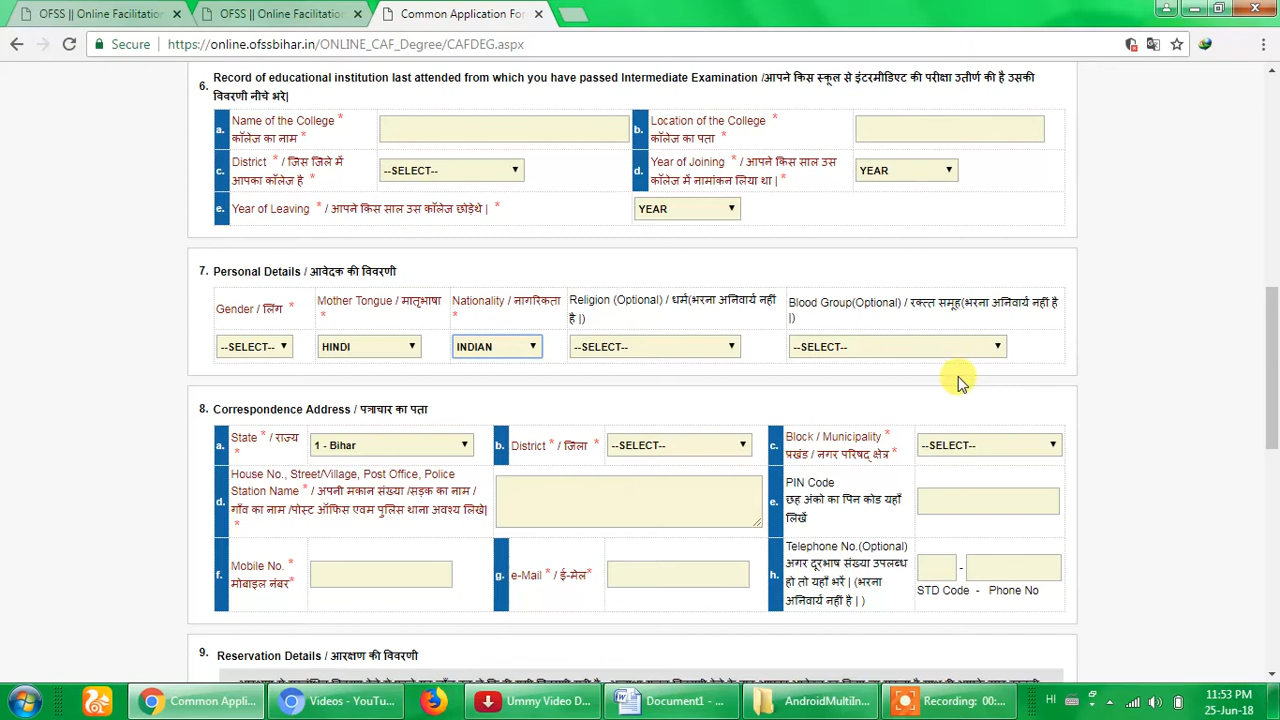 OFSS || Online Facilitation
OFSS || Online Facilitation
Common Application For
Secure
https://online.ofssbihar.in/ONLINE_CAF_Degree/CAFDEG.aspx
6. Record of educational institution last attended from which you have passed Intermediate Examination /आपने किस स्कूल से इंटरमीडिएट की परीक्षा उतीर्ण की है उसकी
विवरणी नीचे भरे|
a. Name of the College * कॉलेज का नाम *
b. Location of the College * कॉलेज का पता *
c. District * / जिस जिले में आपका कॉलेज है *
--SELECT--
d. Year of Joining * / आपने किस साल उस कॉलेज में नामांकन लिया था | *
YEAR
e. Year of Leaving * / आपने किस साल उस कॉलेज छोड़ेथे | *
YEAR
7. Personal Details / आवेदक की विवरणी
Gender / लिंग *
Mother Tongue / मातृभाषा *
Nationality / नागरिकता *
Religion (Optional) / धर्म(भरना अनिवार्य नहीं है |)
Blood Group(Optional) / रक्त्त समूह(भरना अनिवार्य नहीं है |)
--SELECT--
HINDI
INDIAN
--SELECT--
--SELECT--
8. Correspondence Address / पत्राचार का पता
a. State * / राज्य *
1 - Bihar
b. District * / जिला *
--SELECT--
c. Block / Municipality * प्रखंड / नगर परिषद् क्षेत्र *
--SELECT--
d. House No., Street/Village, Post Office, Police
Station Name * / अपनी मकान संख्या /सड़क का नाम /
गाँव का नाम /पोस्ट ऑफिस एवम पुलिस थाना अवश्य लिखे|
*
e. PIN Code
छह अंको का पिन कोड यहाँ
लिखें
f. Mobile No. * मोबाइल नंबर*
g. e-Mail * / ई-मेल*
h. Telephone No.(Optional)
अगर दूरभाष संख्या उपलब्ध
हो तो यहाँ भरें | (भरना
अनिवार्य नहीं है | )
-
STD Code - Phone No
9. Reservation Details / आरक्षण की विवरणी
Common Appli...
Videos - YouTu...
Ummy Video D...
Document1 - ...
AndroidMultiIn...
Recording: 00:...
HI
11:53 PM
25-Jun-18